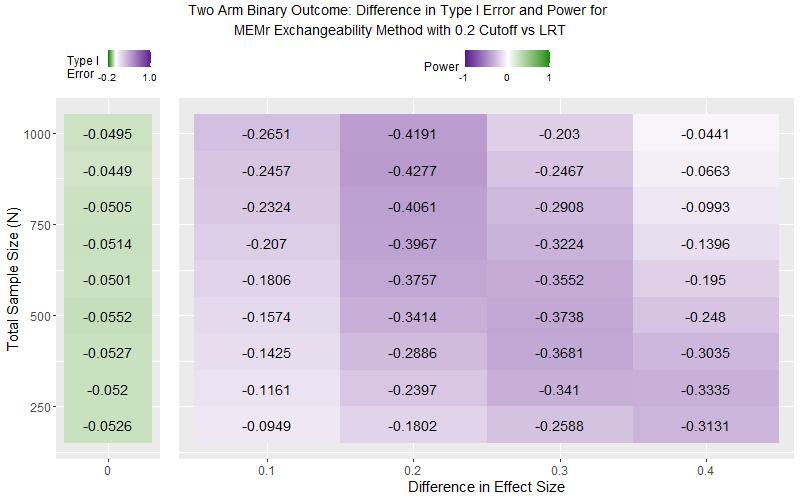 Two Arm Binary Outcome: Difference in Type I Error and Power for
MEMr Exchangeability Method with 0.2 Cutoff vs LRT
Type I
Error -0.2 1.0
Power -1 0 1
Total Sample Size (N)
1000 -0.0495 -0.2651 -0.4191 -0.203 -0.0441
-0.0449 -0.2457 -0.4277 -0.2467 -0.0663
-0.0505 -0.2324 -0.4061 -0.2908 -0.0993
750
-0.0514 -0.207 -0.3967 -0.3224 -0.1396
-0.0501 -0.1806 -0.3757 -0.3552 -0.195
500 -0.0552 -0.1574 -0.3414 -0.3738 -0.248
-0.0527 -0.1425 -0.2886 -0.3681 -0.3035
-0.052 -0.1161 -0.2397 -0.341 -0.3335
250
-0.0526 -0.0949 -0.1802 -0.2588 -0.3131
0 0.1 0.2 0.3 0.4
Difference in Effect Size